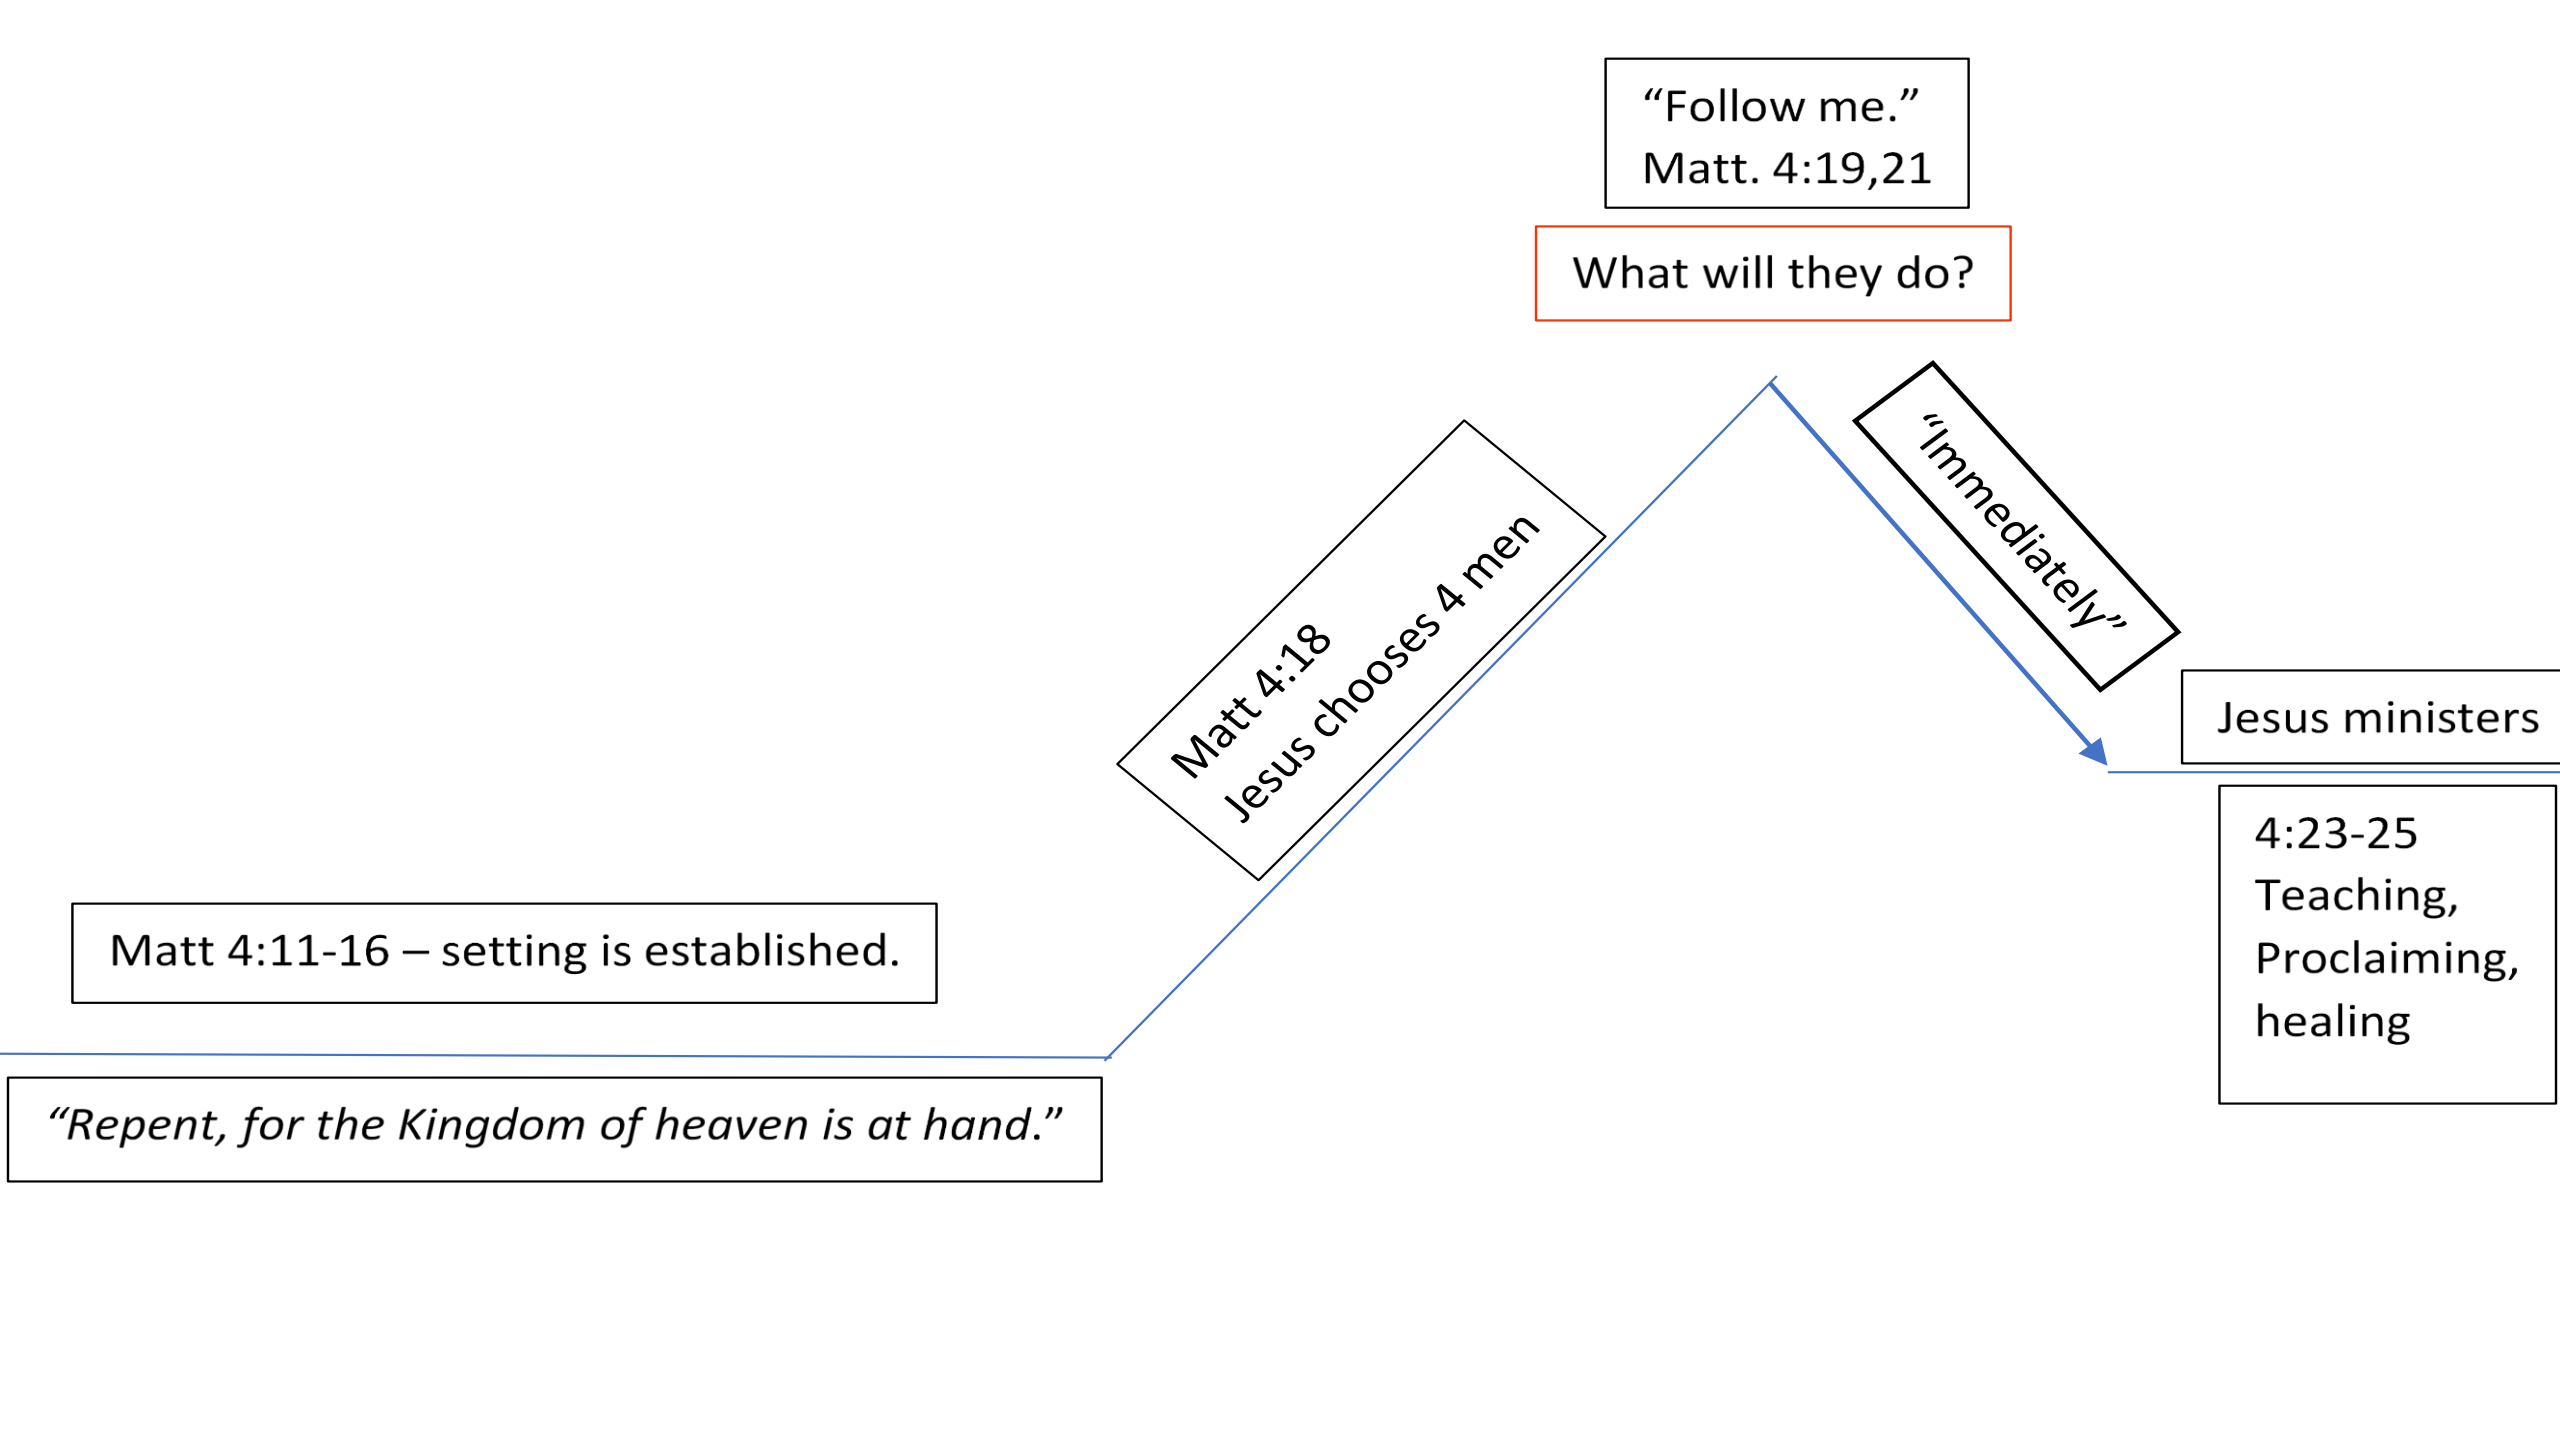 “Follow me.”
Matt. 4:19,21
What will they do?
“Immediately”
Matt 4:18
Jesus chooses 4 men
Jesus ministers
4:23-25
Teaching,
Proclaiming,
healing
Matt 4:11-16 – setting is established.
“Repent, for the Kingdom of heaven is at hand.”